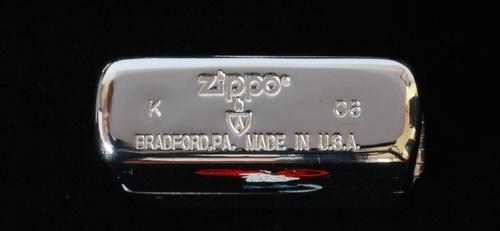 zippo®
K D 06
A
BRADFORD,PA. MADE IN U.S.A.